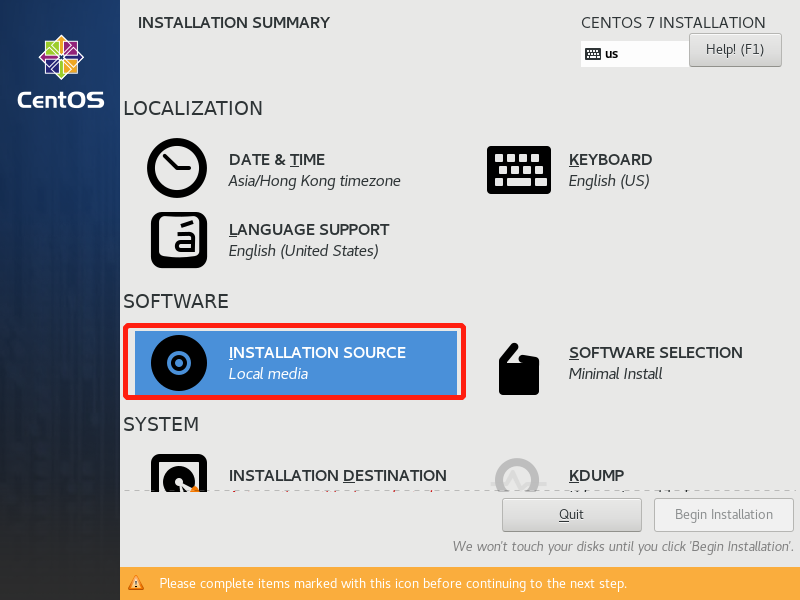 INSTALLATION SUMMARY
CENTOS 7 INSTALLATION
us
Help! (F1)
CentOS
LOCALIZATION
DATE & TIME
Asia/Hong Kong timezone
KEYBOARD
English (US)
á
LANGUAGE SUPPORT
English (United States)
SOFTWARE
INSTALLATION SOURCE
Local media
SOFTWARE SELECTION
Minimal Install
SYSTEM
INSTALLATION DESTINATION
KDUMP
Quit
Begin Installation
We won't touch your disks until you click 'Begin Installation'.
Please complete items marked with this icon before continuing to the next step.